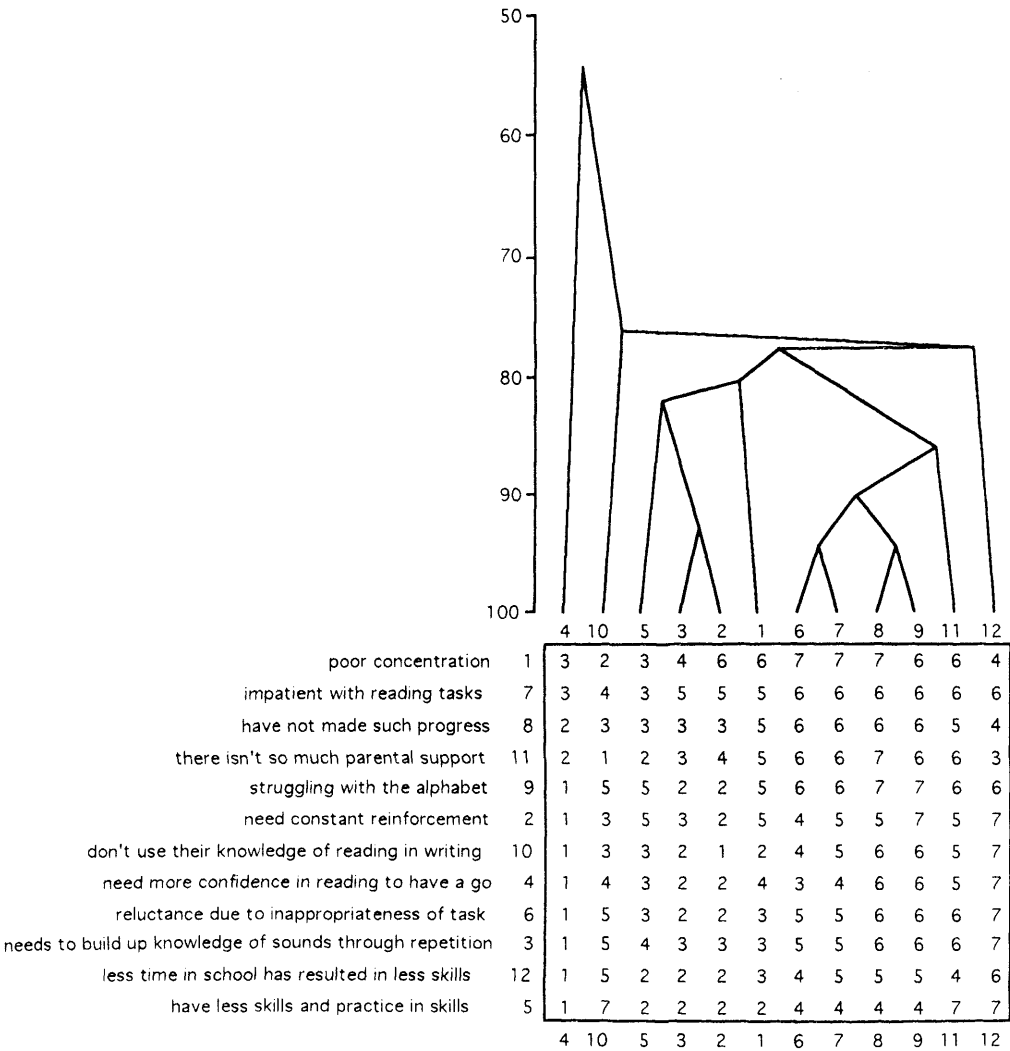 50
60
70
80
90
100
4 10 5 3 2 1 6 7 8 9 11 12
poor concentration 1 3 2 3 4 6 6 7 7 7 6 6 4
impatient with reading tasks 7 3 4 3 5 5 5 6 6 6 6 6 6
have not made such progress 8 2 3 3 3 3 5 6 6 6 6 5 4
there isn't so much parental support 11 2 1 2 3 4 5 6 6 7 6 6 3
struggling with the alphabet 9 1 5 5 2 2 5 6 6 7 7 6 6
need constant reinforcement 2 1 3 5 3 2 5 4 5 5 7 5 7
don't use their knowledge of reading in writing 10 1 3 3 2 1 2 4 5 6 6 5 7
need more confidence in reading to have a go 4 1 4 3 2 2 4 3 4 6 6 5 7
reluctance due to inappropriateness of task 6 1 5 3 2 2 3 5 5 6 6 6 7
needs to build up knowledge of sounds through repetition 3 1 5 4 3 3 3 5 5 6 6 6 7
less time in school has resulted in less skills 12 1 5 2 2 2 3 4 5 5 5 4 6
have less skills and practice in skills 5 1 7 2 2 2 2 4 4 4 4 7 7
4 10 5 3 2 1 6 7 8 9 11 12